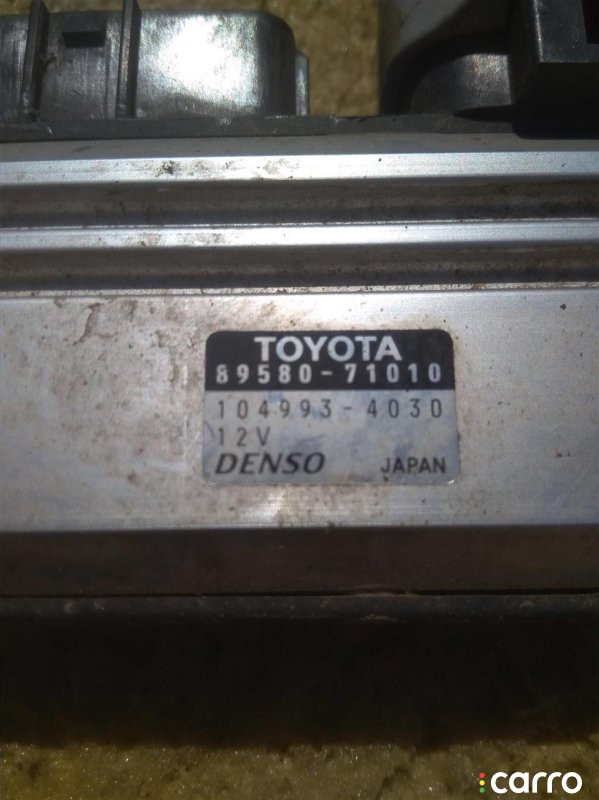 TOYOTA
89580-71010
104993-4030
12V
DENSO JAPAN
carro